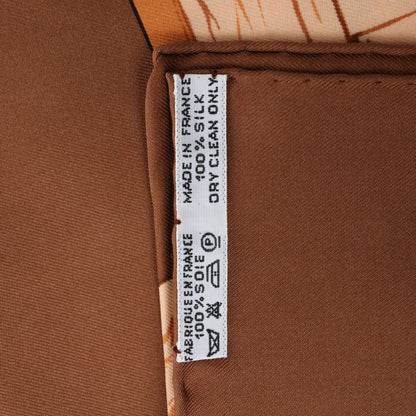 MADE IN FRANCE
100% SILK
DRY CLEAN ONLY
FABRIQUE EN FRANCE
100% SOIE
P